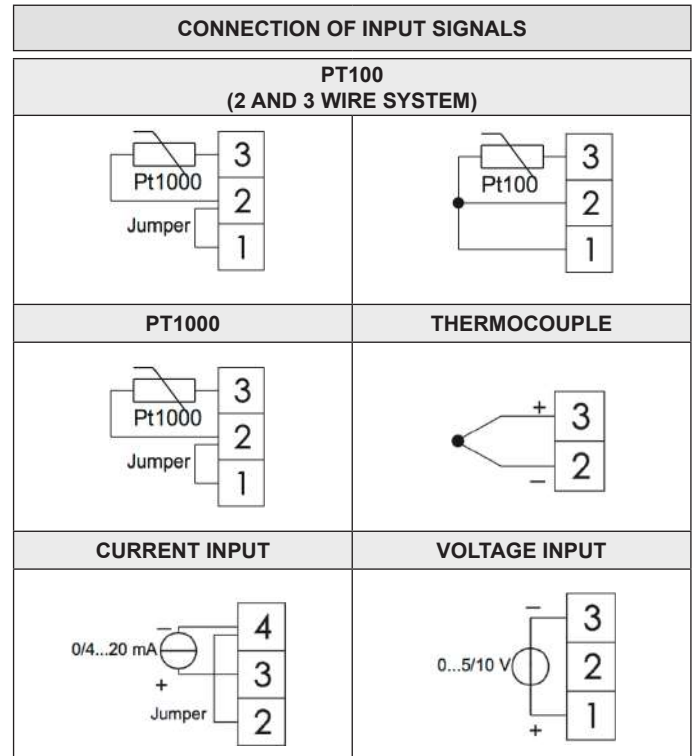 CONNECTION OF INPUT SIGNALS
PT100
(2 AND 3 WIRE SYSTEM)
Pt1000
Jumper
3
2
1
Pt100
3
2
1
PT1000
THERMOCOUPLE
Pt1000
Jumper
3
2
1
+
−
3
2
CURRENT INPUT
VOLTAGE INPUT
−
0/4...20 mA
+
Jumper
4
3
2
−
0...5/10 V
+
3
2
1